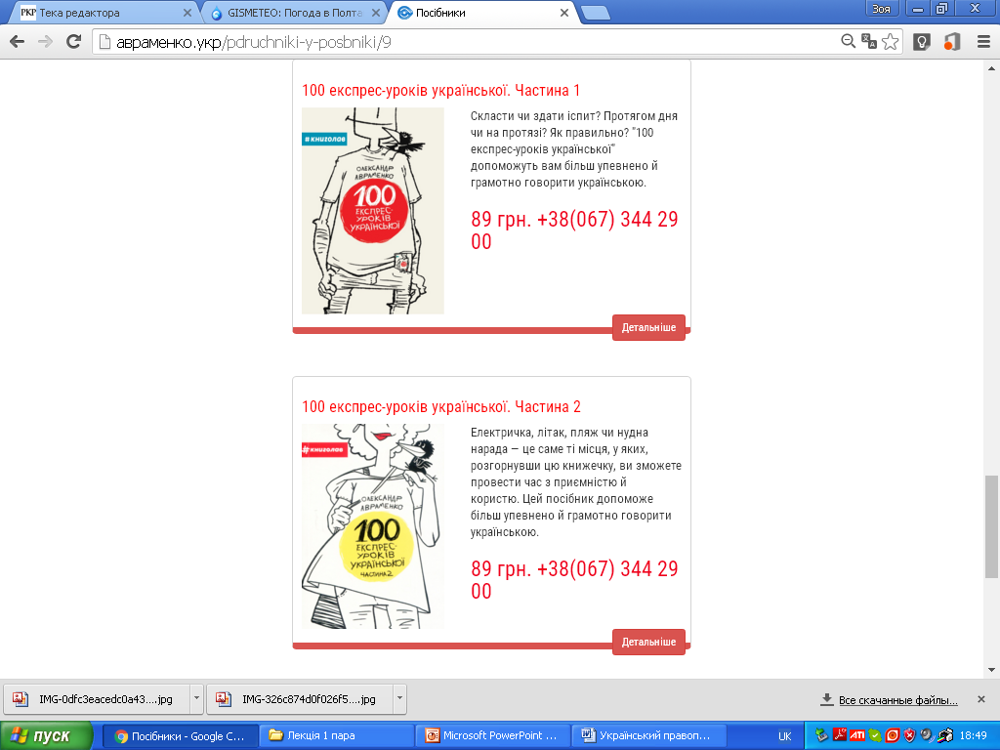 Тека редактора
GISMETEO: Погода в Полта
Посібники
Зоя
авраменко.укр/pdruchniki-y-posbniki/9
100 експрес-уроків української. Частина 1
#книголав
ОЛЕКСАНДР
АВРАМЕНКО
100
ЕКСПРЕС-
УРОКІВ
УКРАЇНСЬКОЇ
Скласти чи здати іспит? Протягом дня
чи на протязі? Як правильно? "100
експрес-уроків української"
допоможуть вам більш упевнено й
грамотно говорити українською.
89 грн. +38(067) 344 29
00
Детальніше
100 експрес-уроків української. Частина 2
#книголав
ОЛЕКСАНДР
АВРАМЕНКО
100
ЕКСПРЕС-
УРОКІВ
УКРАЇНСЬКОЇ
ЧАСТИНА 2
Електричка, літак, пляж чи нудна
нарада — це саме ті місця, у яких,
розгорнувши цю книжечку, ви зможете
провести час з приємністю й
користю. Цей посібник допоможе
більш упевнено й грамотно говорити
українською.
89 грн. +38(067) 344 29
00
Детальніше
IMG-0dfc3eacedc0a43....jpg
IMG-326c874d0f026f5....jpg
Все скачанные файлы...
пуск
Посібники - Google C...
Лекція 1 пара
Microsoft PowerPoint ...
Український правоп...
UK
18:49